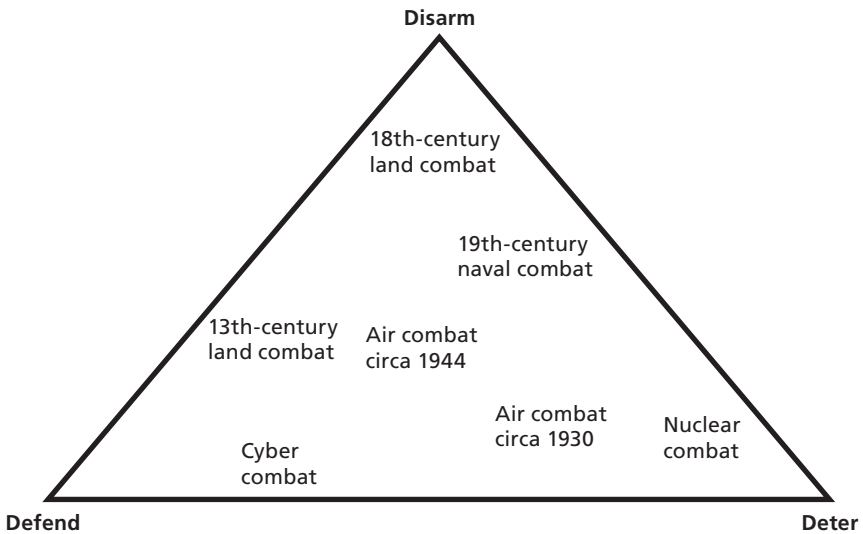 Disarm
18th-century
land combat
19th-century
naval combat
13th-century
land combat
Air combat
circa 1944
Air combat
circa 1930
Nuclear
combat
Cyber
combat
Defend
Deter